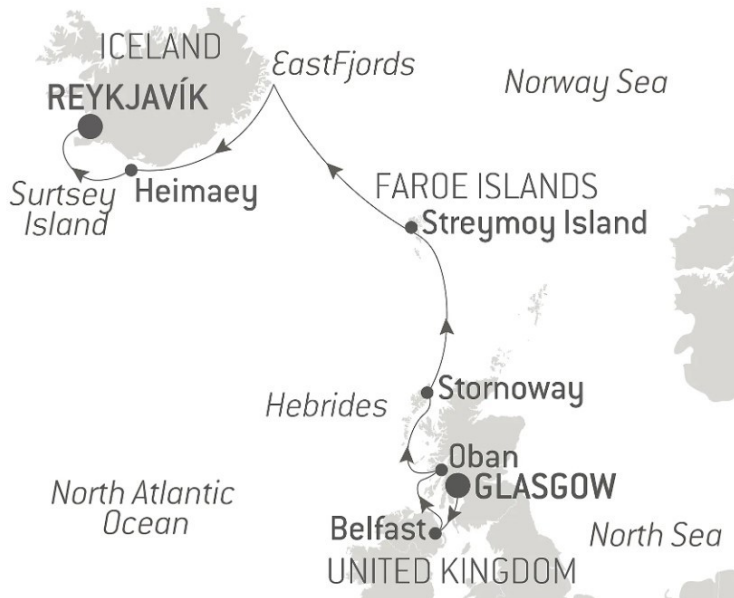 ICELAND
EastFjords
Norway Sea
REYKJAVÍK
FAROE ISLANDS
Surtsey
Island
Heimaey
Streymoy Island
Stornoway
Hebrides
Oban
GLASGOW
North Atlantic
Ocean
Belfast
North Sea
UNITED KINGDOM